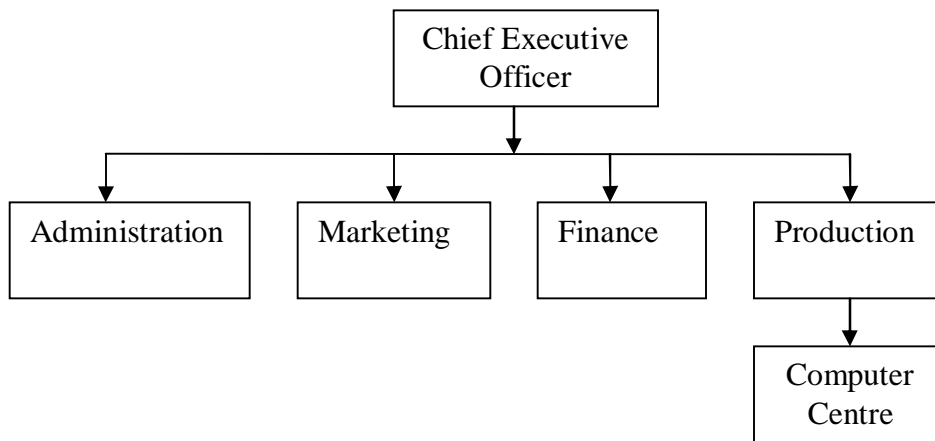 Chief Executive
Officer
Administration
Marketing
Finance
Production
Computer
Centre